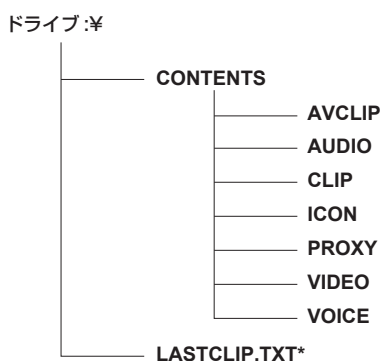 ドライブ:¥
CONTENTS
AVCLIP
AUDIO
CLIP
ICON
PROXY
VIDEO
VOICE
LASTCLIP.TXT*